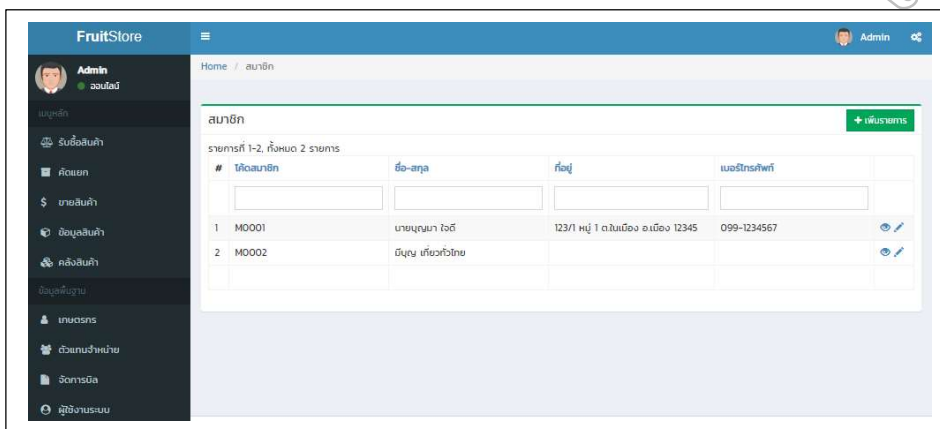 FruitStore
Admin
Admin
ออนไลน์
Home / สมาชิก
เมนูหลัก
สมาชิก
เพิ่มรายการ
รับซื้อสินค้า
รายการที่ 1-2, ทั้งหมด 2 รายการ
# โค้ดสมาชิก ชื่อ-สกุล ที่อยู่ เบอร์โทรศัพท์
คัดแยก
ขายสินค้า
1 M0001 นายบุญมา ใจดี 123/1 หมู่ 1 ต.ในเมือง อ.เมือง 12345 099-1234567
ข้อมูลสินค้า
2 M0002 มีบุญ เที่ยวทั่วไทย
คลังสินค้า
ข้อมูลพื้นฐาน
เกษตรกร
ตัวแทนจำหน่าย
จัดการบิล
ผู้ใช้งานระบบ